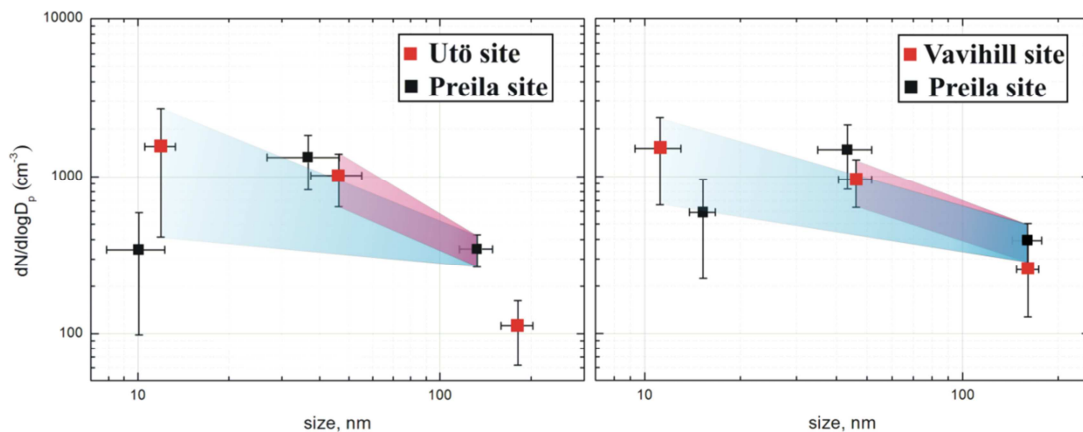 10000
1000
100
dN/dlogDₚ (cm⁻³)
Utö site
Preila site
10
100
size, nm
Vavihill site
Preila site
10
100
size, nm